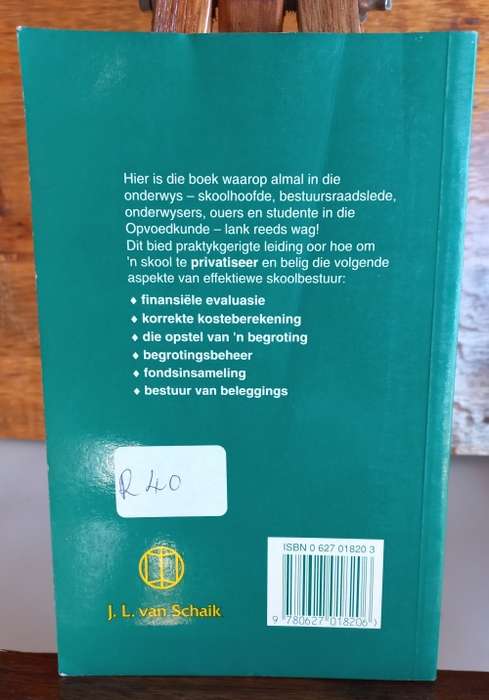 Hier is die boek waarop almal in die
onderwys – skoolhoofde, bestuursraadslede,
onderwysers, ouers en studente in die
Opvoedkunde – lank reeds wag!
Dit bied praktykgerigte leiding oor hoe om
'n skool te privatiseer en belig die volgende
aspekte van effektiewe skoolbestuur:
♦ finansiële evaluasie
♦ korrekte kosteberekening
♦ die opstel van 'n begroting
♦ begrotingsbeheer
♦ fondsinsameling
♦ bestuur van beleggings
R 40
ISBN 0 627 01820 3
J. L. van Schaik
9 780627 018206